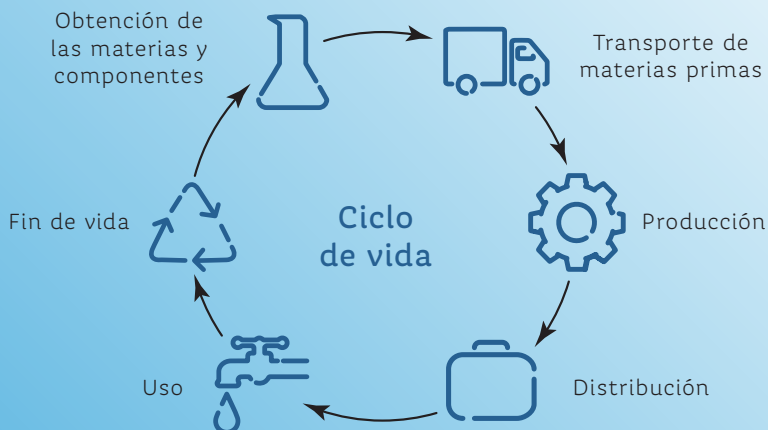 Obtención de
las materias y
componentes
Transporte de
materias primas
Fin de vida
Ciclo
de vida
Producción
Uso
Distribución